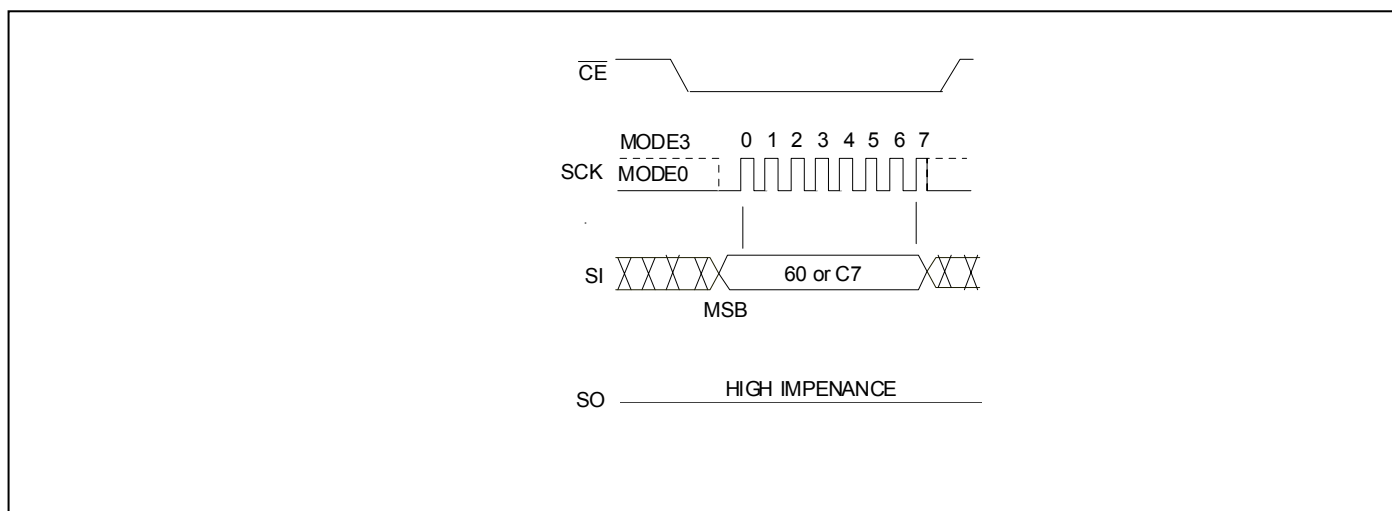 CE
MODE3 0 1 2 3 4 5 6 7
SCK MODE0
SI 60 or C7
MSB
HIGH IMPENANCE
SO